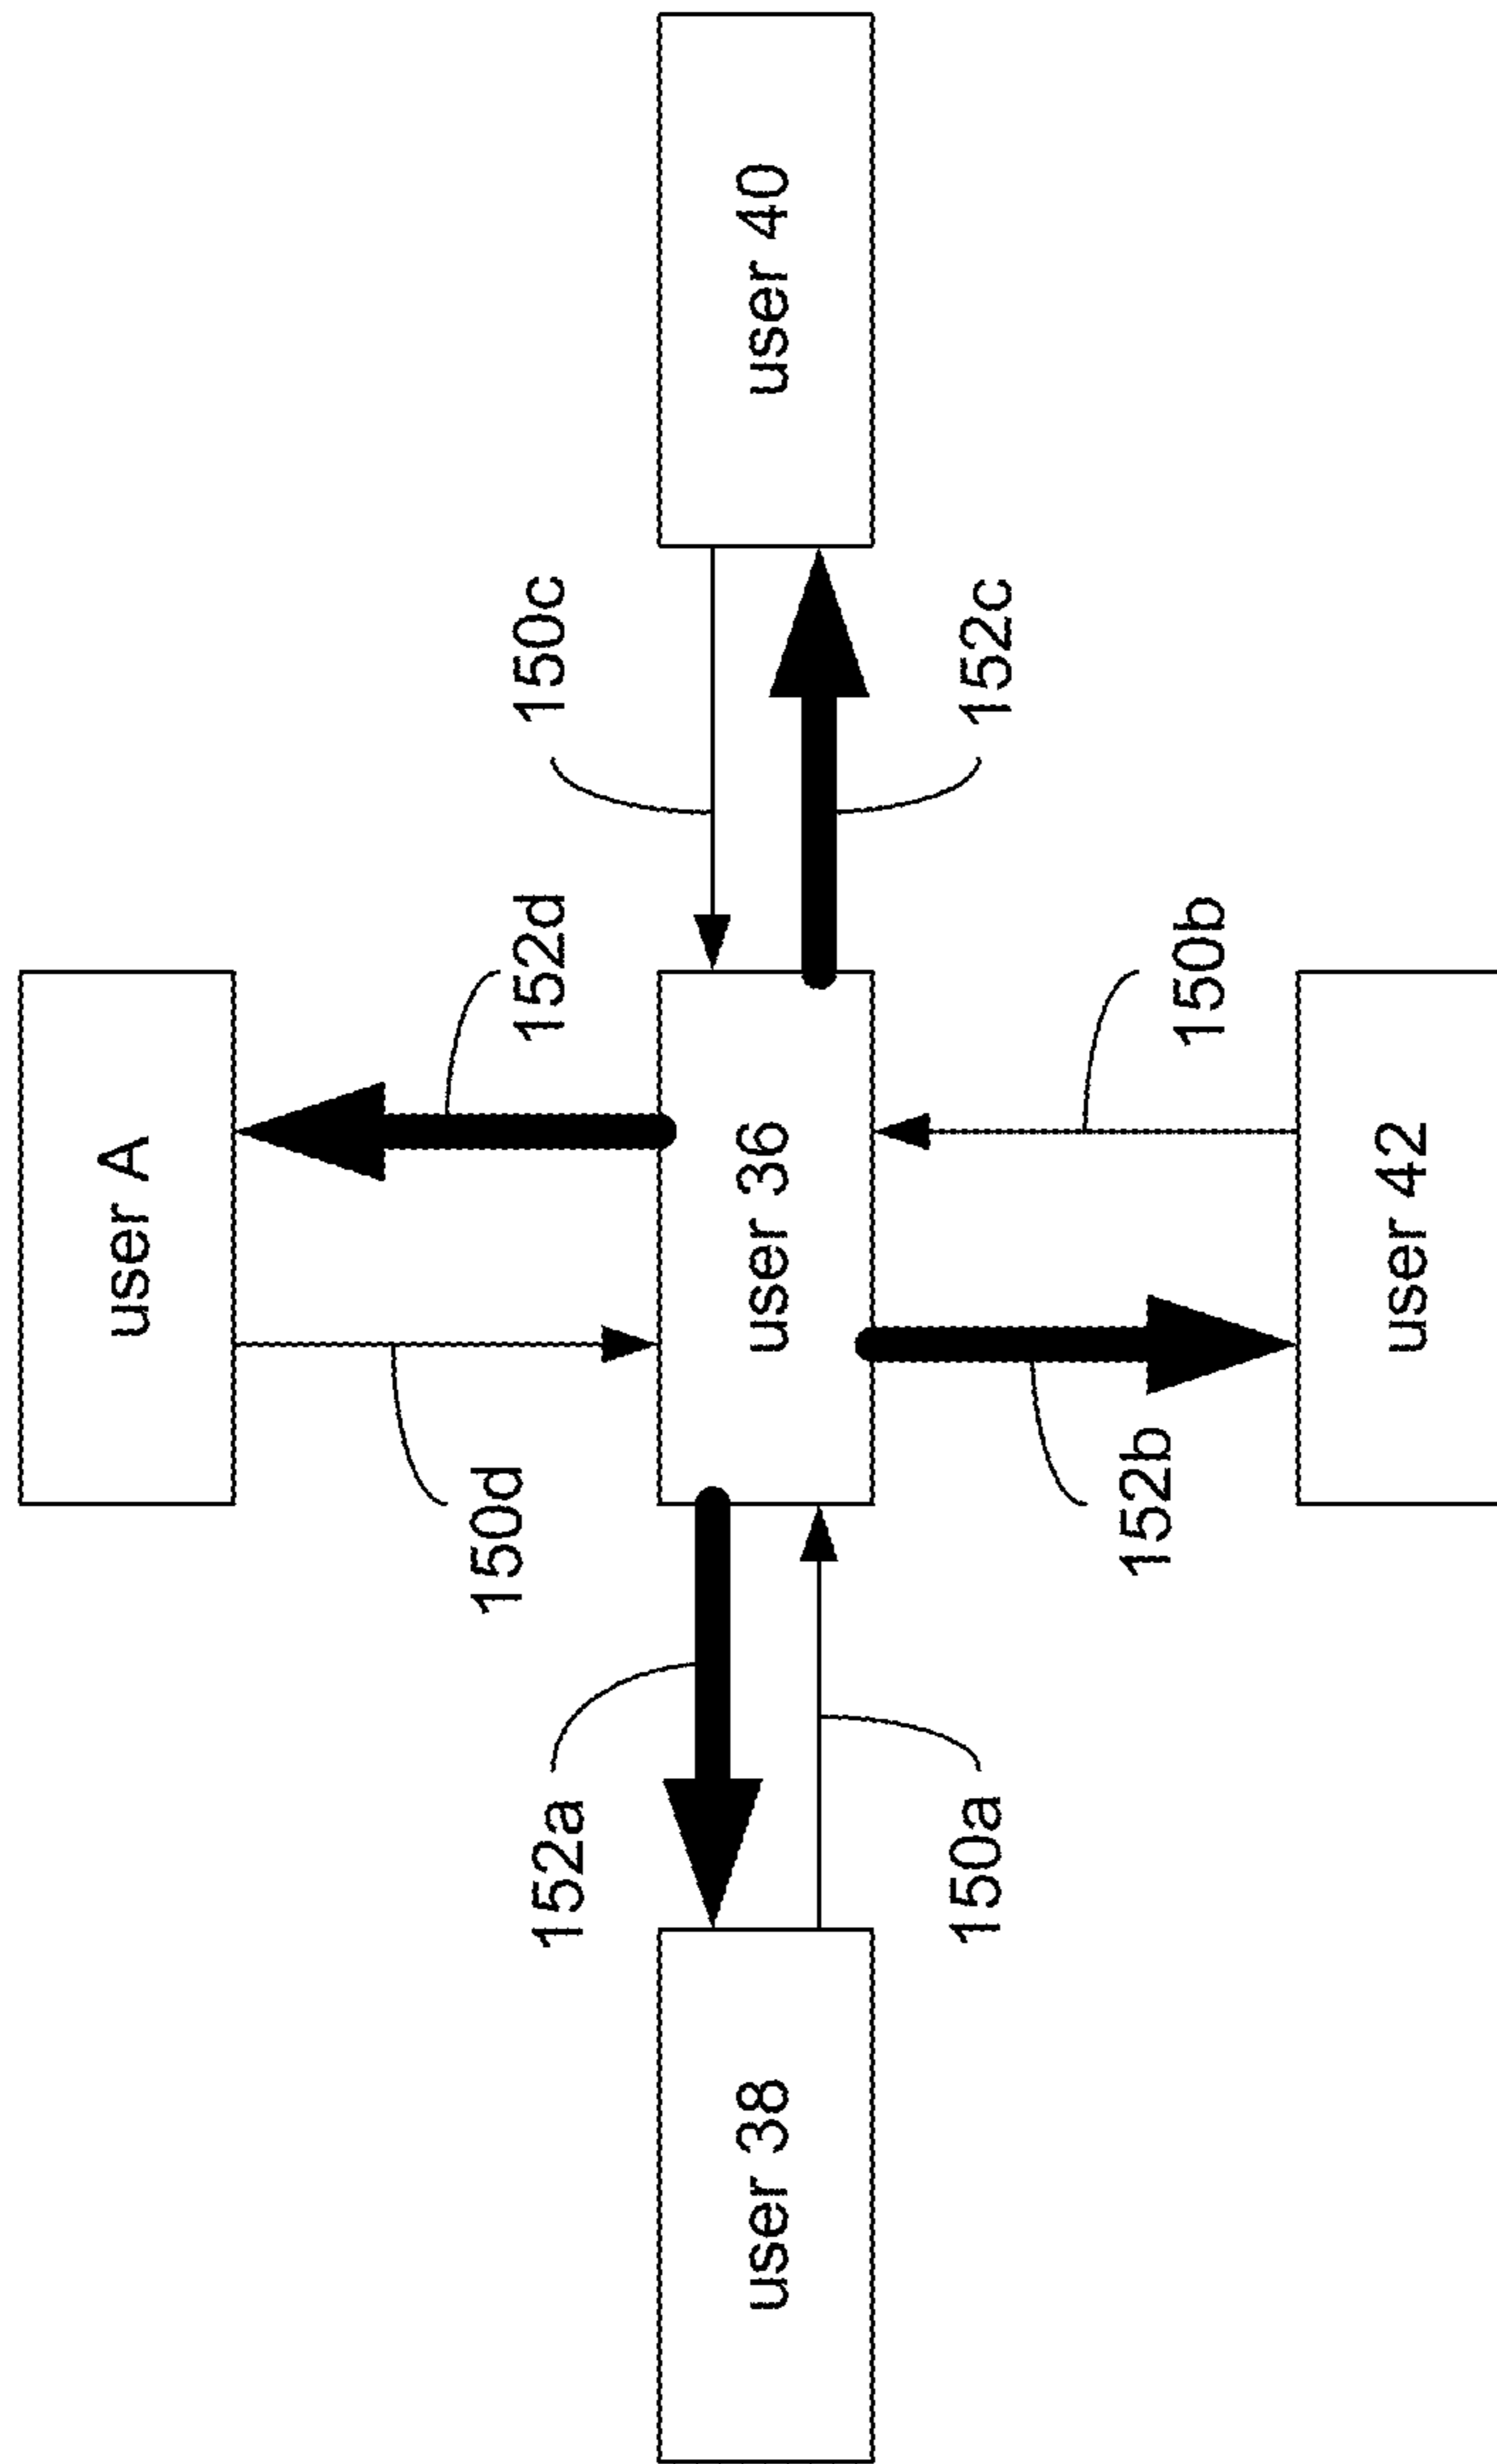 user A
152a
150d
152d
150c
user 38
user 36
user 40
150a
152c
152b
150b
user 42